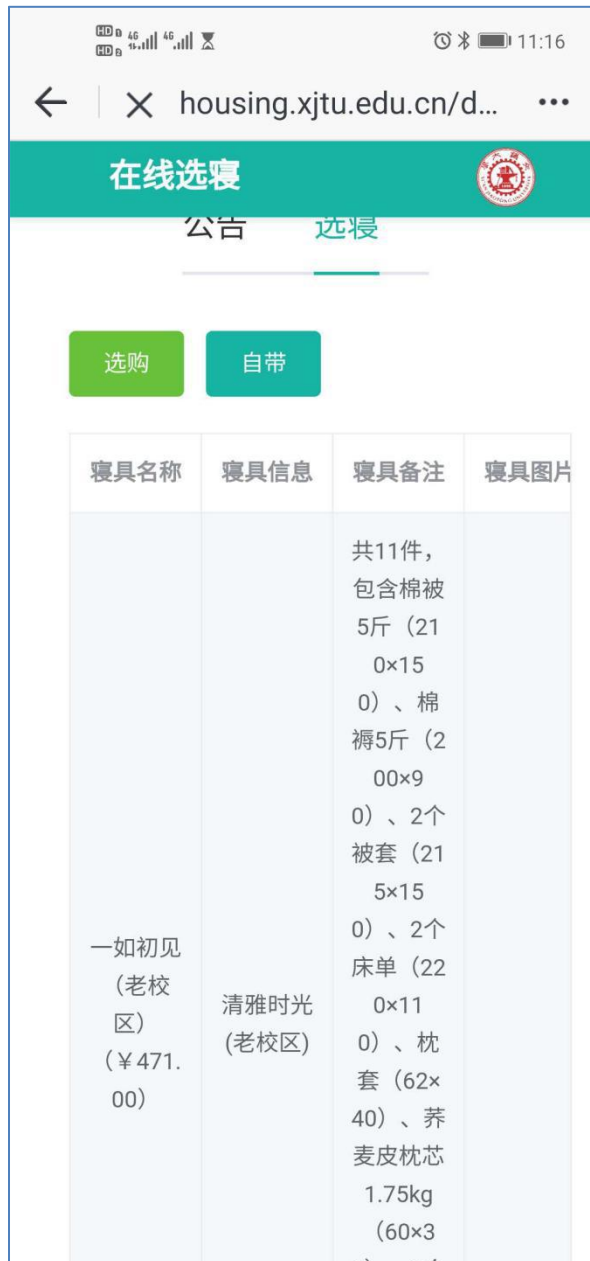 11:16
housing.xjtu.edu.cn/d...
在线选寝
公告 选寝
选购 自带
寝具名称 寝具信息 寝具备注 寝具图片
一如初见
（老校
区）
（￥471.
00）
清雅时光
(老校区)
共11件，
包含棉被
5斤（21
0×15
0）、棉
褥5斤（2
00×9
0）、2个
被套（21
5×15
0）、2个
床单（22
0×11
0）、枕
套（62×
40）、荞
麦皮枕芯
1.75kg
（60×3